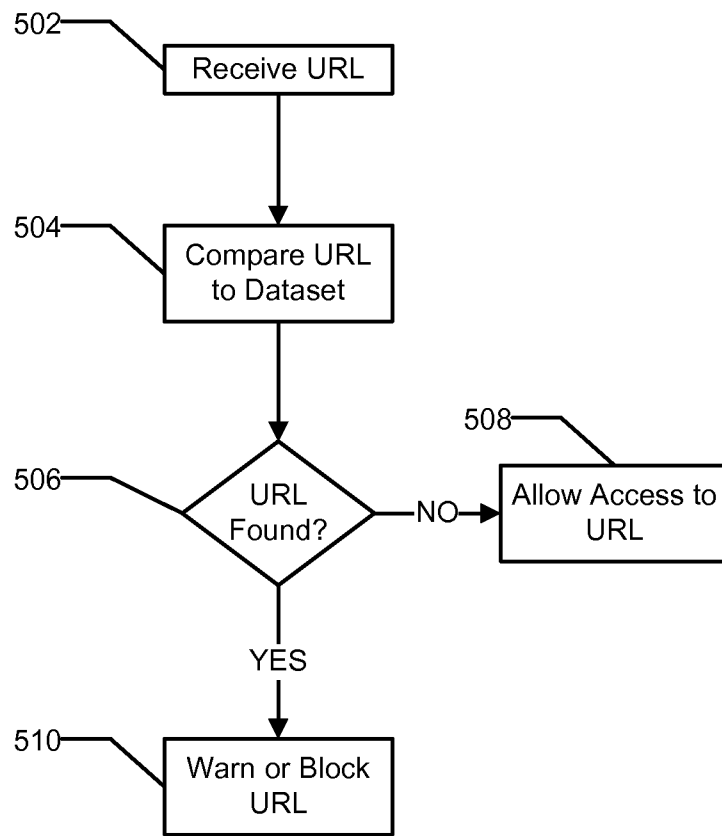 502
Receive URL
504
Compare URL
to Dataset
508
506
URL
Found?
NO
Allow Access to
URL
YES
510
Warn or Block
URL